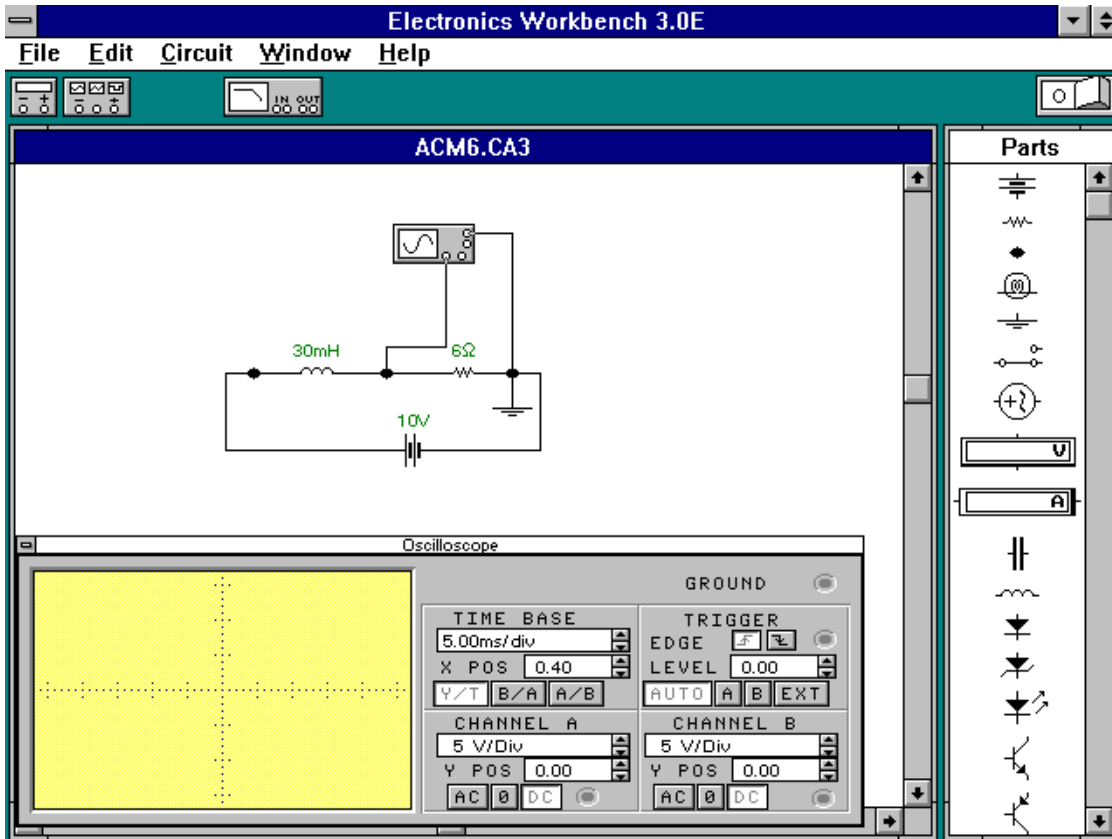 Electronics Workbench 3.0E
File Edit Circuit Window Help
IN OUT
ACM6.CA3
Parts
30mH
6Ω
10V
V
A
Oscilloscope
GROUND
TIME BASE
5.00ms/div
X POS 0.40
Y/T B/A A/B
TRIGGER
EDGE
LEVEL 0.00
AUTO A B EXT
CHANNEL A
5 V/Div
Y POS 0.00
AC 0 DC
CHANNEL B
5 V/Div
Y POS 0.00
AC 0 DC